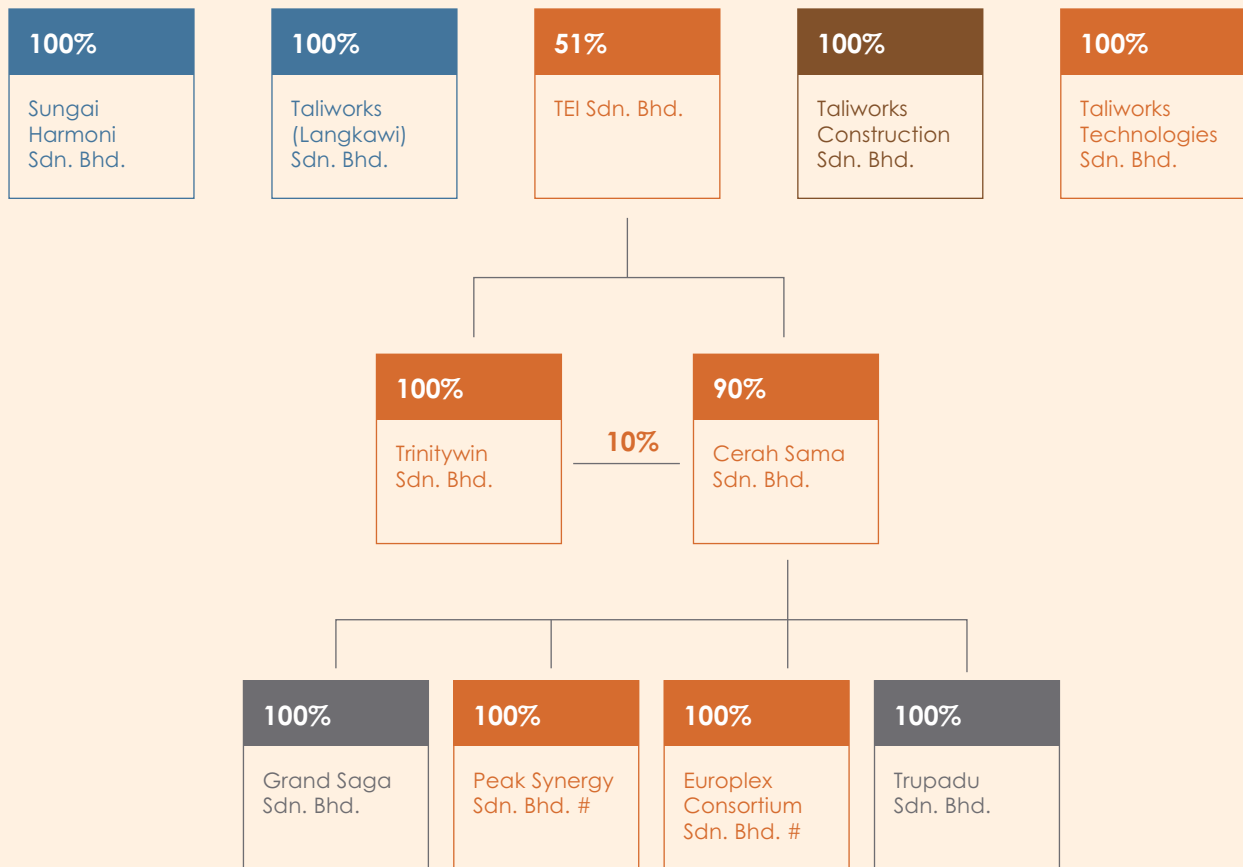 100%
Sungai
Harmoni
Sdn. Bhd.
100%
Taliworks
(Langkawi)
Sdn. Bhd.
51%
TEI Sdn. Bhd.
100%
Taliworks
Construction
Sdn. Bhd.
100%
Taliworks
Technologies
Sdn. Bhd.
100%
Trinitywin
Sdn. Bhd.
10%
90%
Cerah Sama
Sdn. Bhd.
100%
Grand Saga
Sdn. Bhd.
100%
Peak Synergy
Sdn. Bhd. #
100%
Europlex
Consortium
Sdn. Bhd. #
100%
Trupadu
Sdn. Bhd.